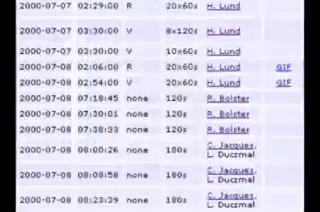 2000-07-07 02:29:00 R 20x60s H. Lund
2000-07-07 03:30:00 V 8x120s H. Lund
2000-07-07 03:30:00 V 10x60s H. Lund
2000-07-08 02:06:00 R 20x60s H. Lund GIF
2000-07-08 02:54:00 V 20x60s H. Lund GIF
2000-07-08 07:18:45 none 120s R. Bolster
2000-07-08 07:30:01 none 120s R. Bolster
2000-07-08 07:38:33 none 120s R. Bolster
2000-07-08 08:00:26 none 180s C. Jacques,
L. Duczmal
2000-07-08 08:08:58 none 180s C. Jacques,
L. Duczmal
2000-07-08 08:23:39 none 180s C. Jacques,
L. Duczmal